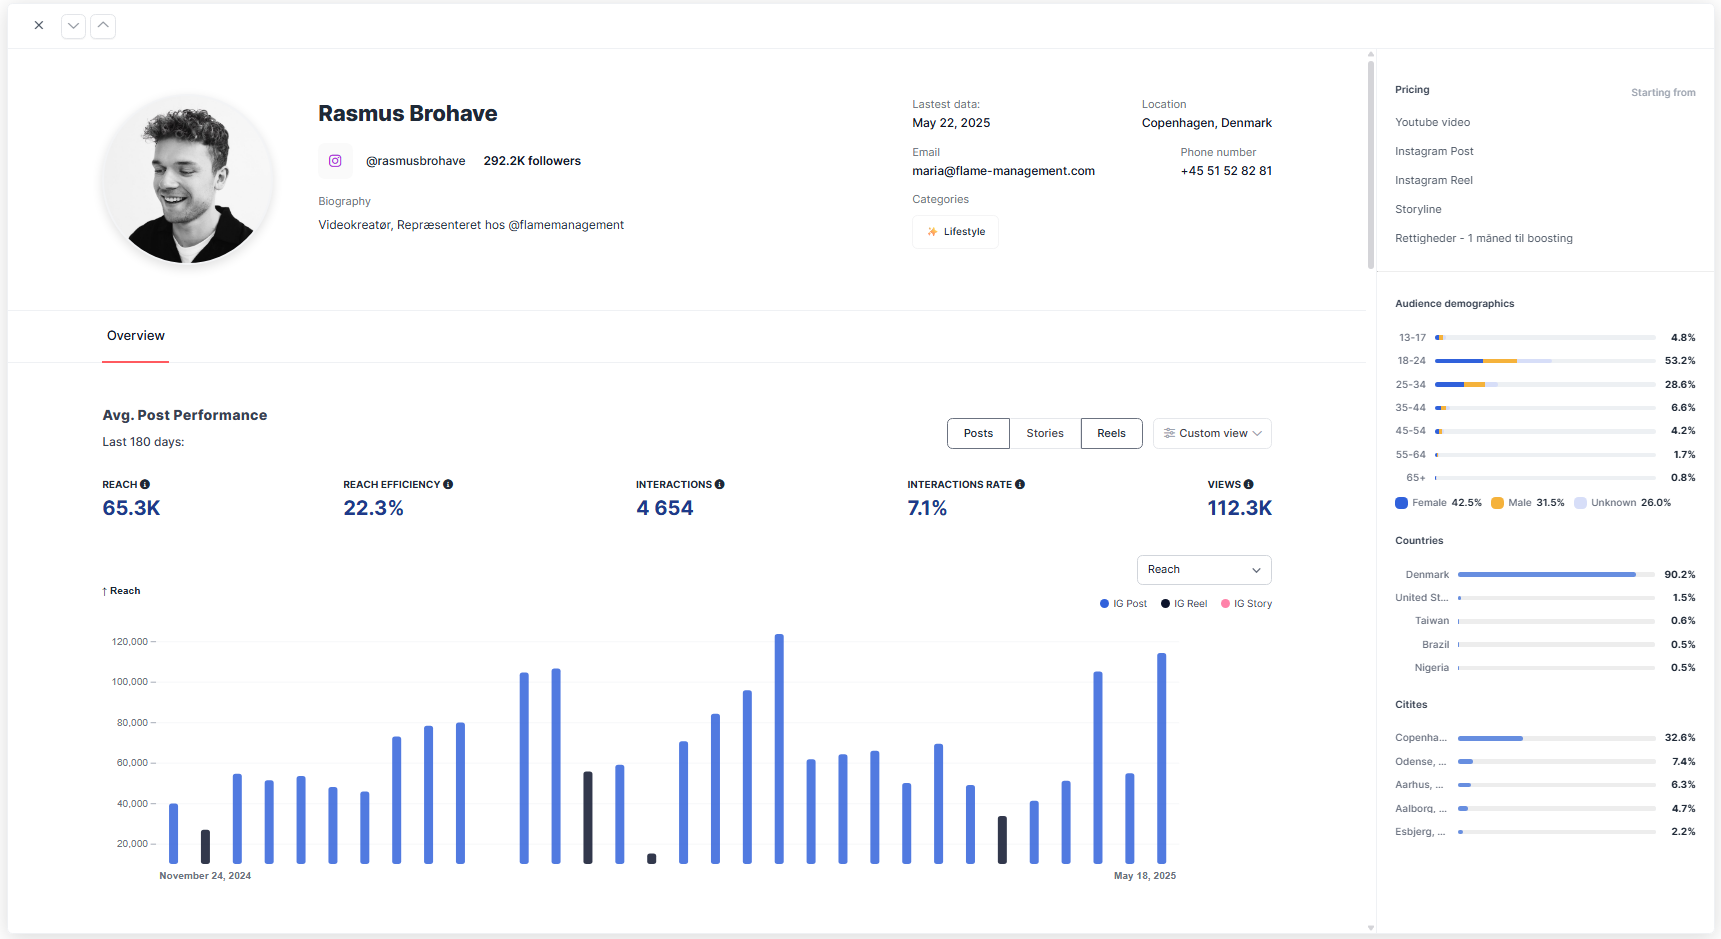 Rasmus Brohave
@rasmusbrohave 292.2K followers
Biography
Videokreatør, Repræsenteret hos @flamemanagement
Lastest data:
May 22, 2025
Location
Copenhagen, Denmark
Email
maria@flame-management.com
Phone number
+45 51 52 82 81
Categories
Lifestyle
Overview
Avg. Post Performance
Last 180 days:
Posts Stories Reels Custom view
REACH
65.3K
REACH EFFICIENCY
22.3%
INTERACTIONS
4 654
INTERACTIONS RATE
7.1%
VIEWS
112.3K
Reach
↑ Reach
IG Post IG Reel IG Story
120,000
100,000
80,000
60,000
40,000
20,000
November 24, 2024 May 18, 2025
Pricing Starting from
Youtube video
Instagram Post
Instagram Reel
Storyline
Rettigheder - 1 måned til boosting
Audience demographics
13-17 4.8%
18-24 53.2%
25-34 28.6%
35-44 6.6%
45-54 4.2%
55-64 1.7%
65+ 0.8%
Female 42.5% Male 31.5% Unknown 26.0%
Countries
Denmark 90.2%
United St... 1.5%
Taiwan 0.6%
Brazil 0.5%
Nigeria 0.5%
Citites
Copenha... 32.6%
Odense, ... 7.4%
Aarhus, ... 6.3%
Aalborg, ... 4.7%
Esbjerg, ... 2.2%